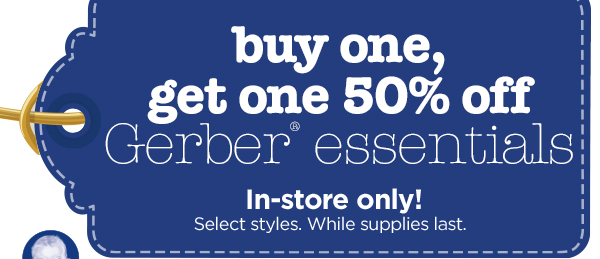 buy one,
get one 50% off
Gerber® essentials
In-store only!
Select styles. While supplies last.